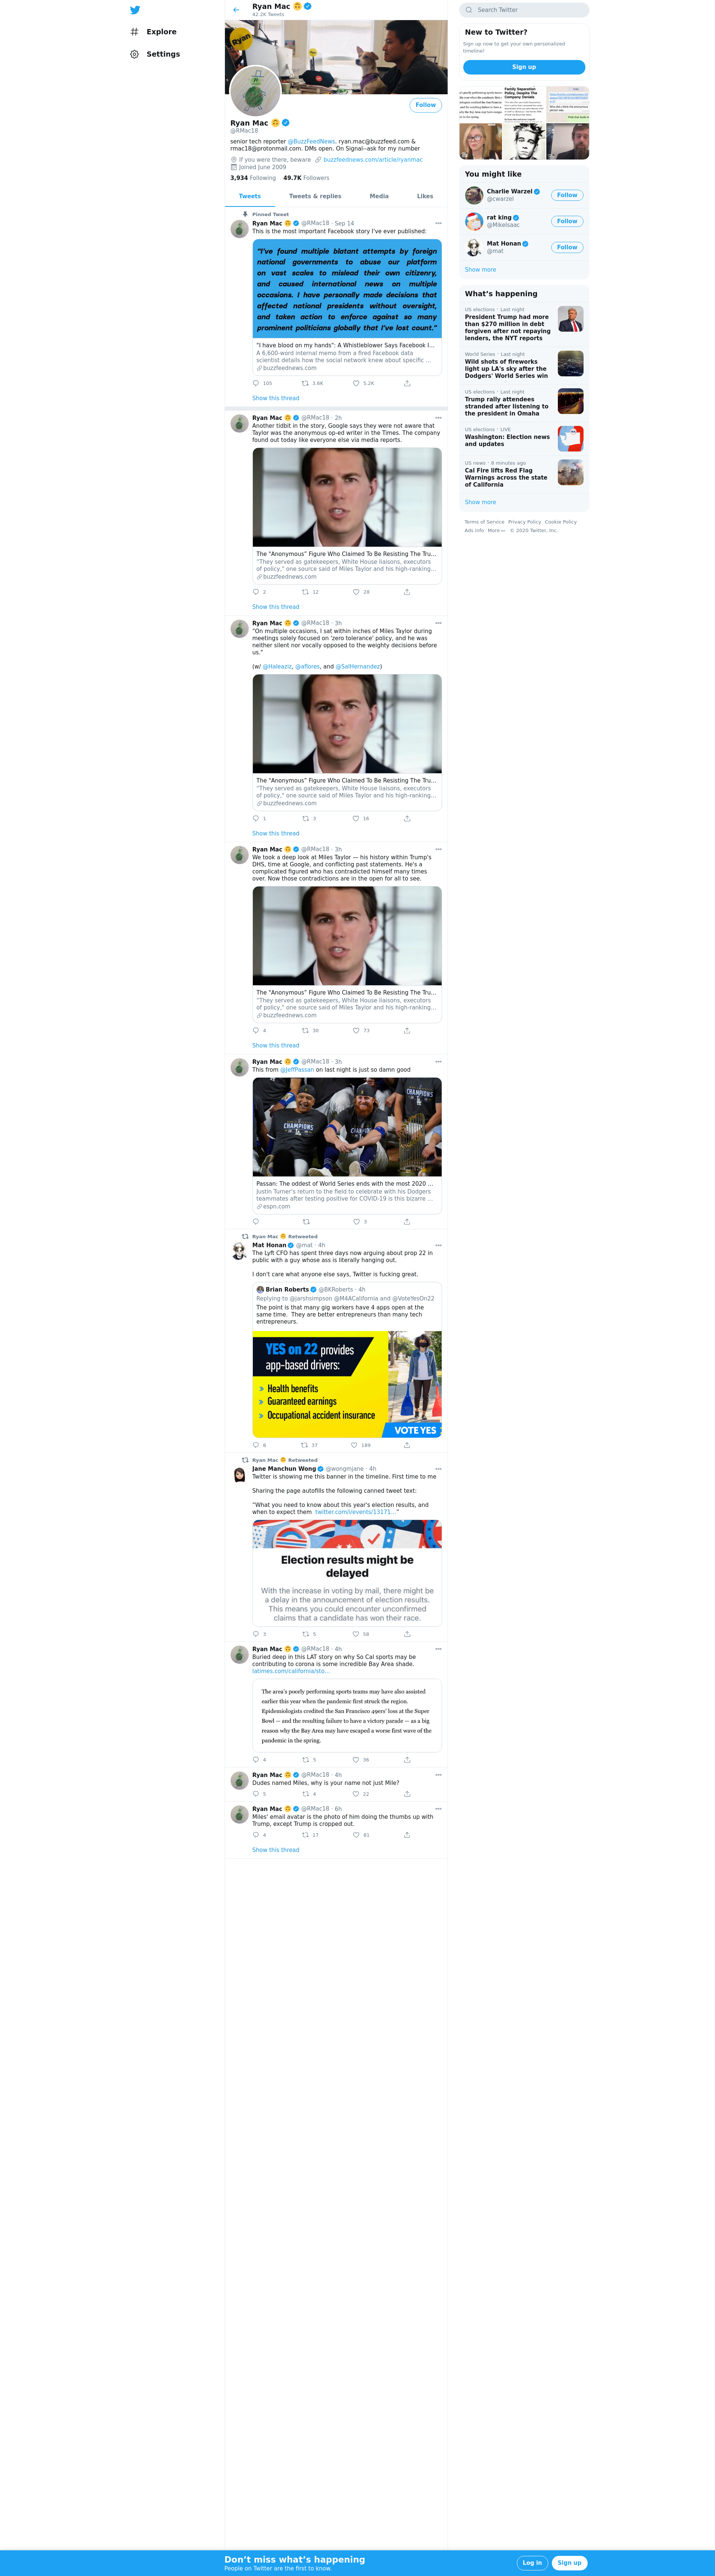 Explore
Settings
Ryan Mac
42.2K Tweets
Ryan
Follow
Ryan Mac
@RMac18
senior tech reporter @BuzzFeedNews. ryan.mac@buzzfeed.com &
rmac18@protonmail.com. DMs open. On Signal--ask for my number
If you were there, beware buzzfeednews.com/article/ryanmac
Joined June 2009
3,934 Following 49.7K Followers
Tweets Tweets & replies Media Likes
Pinned Tweet
Ryan Mac @RMac18 · Sep 14
This is the most important Facebook story I've ever published:
"I've found multiple blatant attempts by foreign
national governments to abuse our platform
on vast scales to mislead their own citizenry,
and caused international news on multiple
occasions. I have personally made decisions that
affected national presidents without oversight,
and taken action to enforce against so many
prominent politicians globally that I've lost count."
"I have blood on my hands": A Whistleblower Says Facebook I...
A 6,600-word internal memo from a fired Facebook data
scientist details how the social network knew about specific ...
buzzfeednews.com
105 3.6K 5.2K
Show this thread
Ryan Mac @RMac18 · 2h
Another tidbit in the story, Google says they were not aware that
Taylor was the anonymous op-ed writer in the Times. The company
found out today like everyone else via media reports.
The "Anonymous" Figure Who Claimed To Be Resisting The Tru...
"They served as gatekeepers, White House liaisons, executors
of policy," one source said of Miles Taylor and his high-ranking...
buzzfeednews.com
2 12 28
Show this thread
Ryan Mac @RMac18 · 3h
"On multiple occasions, I sat within inches of Miles Taylor during
meetings solely focused on 'zero tolerance' policy, and he was
neither silent nor vocally opposed to the weighty decisions before
us."
(w/ @Haleaziz, @aflores, and @SalHernandez)
The "Anonymous" Figure Who Claimed To Be Resisting The Tru...
"They served as gatekeepers, White House liaisons, executors
of policy," one source said of Miles Taylor and his high-ranking...
buzzfeednews.com
1 3 16
Show this thread
Ryan Mac @RMac18 · 3h
We took a deep look at Miles Taylor — his history within Trump's
DHS, time at Google, and conflicting past statements. He's a
complicated figured who has contradicted himself many times
over. Now those contradictions are in the open for all to see.
The "Anonymous" Figure Who Claimed To Be Resisting The Tru...
"They served as gatekeepers, White House liaisons, executors
of policy," one source said of Miles Taylor and his high-ranking...
buzzfeednews.com
4 30 73
Show this thread
Ryan Mac @RMac18 · 3h
This from @JeffPassan on last night is just so damn good
CHAMPIONS CHAMPIONS
Passan: The oddest of World Series ends with the most 2020 ...
Justin Turner's return to the field to celebrate with his Dodgers
teammates after testing positive for COVID-19 is this bizarre ...
espn.com
3
Ryan Mac Retweeted
Mat Honan @mat · 4h
The Lyft CFO has spent three days now arguing about prop 22 in
public with a guy whose ass is literally hanging out.
I don't care what anyone else says, Twitter is fucking great.
Brian Roberts @BKRoberts · 4h
Replying to @jarshsimpson @M4ACalifornia and @VoteYesOn22
The point is that many gig workers have 4 apps open at the
same time. They are better entrepreneurs than many tech
entrepreneurs.
YES on 22 provides
app-based drivers:
Health benefits
Guaranteed earnings
Occupational accident insurance
VOTE YES
8 37 189
Ryan Mac Retweeted
Jane Manchun Wong @wongmjane · 4h
Twitter is showing me this banner in the timeline. First time to me
Sharing the page autofills the following canned tweet text:
"What you need to know about this year's election results, and
when to expect them twitter.com/i/events/13171..."
Election results might be
delayed
With the increase in voting by mail, there might be
a delay in the announcement of election results.
This means you could encounter unconfirmed
claims that a candidate has won their race.
3 5 58
Ryan Mac @RMac18 · 4h
Buried deep in this LAT story on why So Cal sports may be
contributing to corona is some incredible Bay Area shade.
latimes.com/california/sto...
The area's poorly performing sports teams may have also assisted
earlier this year when the pandemic first struck the region.
Epidemiologists credited the San Francisco 49ers' loss at the Super
Bowl — and the resulting failure to have a victory parade — as a big
reason why the Bay Area may have escaped a worse first wave of the
pandemic in the spring.
4 5 36
Ryan Mac @RMac18 · 4h
Dudes named Miles, why is your name not just Mile?
5 4 22
Ryan Mac @RMac18 · 6h
Miles' email avatar is the photo of him doing the thumbs up with
Trump, except Trump is cropped out.
4 17 81
Show this thread
Search Twitter
New to Twitter?
Sign up now to get your own personalized
timeline!
Sign up
Family Separation
Policy, Despite The
Company Denials
You might like
Charlie Warzel
@cwarzel
Follow
rat king
@MikeIsaac
Follow
Mat Honan
@mat
Follow
Show more
What's happening
US elections · Last night
President Trump had more
than $270 million in debt
forgiven after not repaying
lenders, the NYT reports
World Series · Last night
Wild shots of fireworks
light up LA's sky after the
Dodgers' World Series win
US elections · Last night
Trump rally attendees
stranded after listening to
the president in Omaha
US elections · LIVE
Washington: Election news
and updates
US news · 8 minutes ago
Cal Fire lifts Red Flag
Warnings across the state
of California
Show more
Terms of Service Privacy Policy Cookie Policy
Ads info More © 2020 Twitter, Inc.
Don't miss what's happening
People on Twitter are the first to know.
Log in Sign up